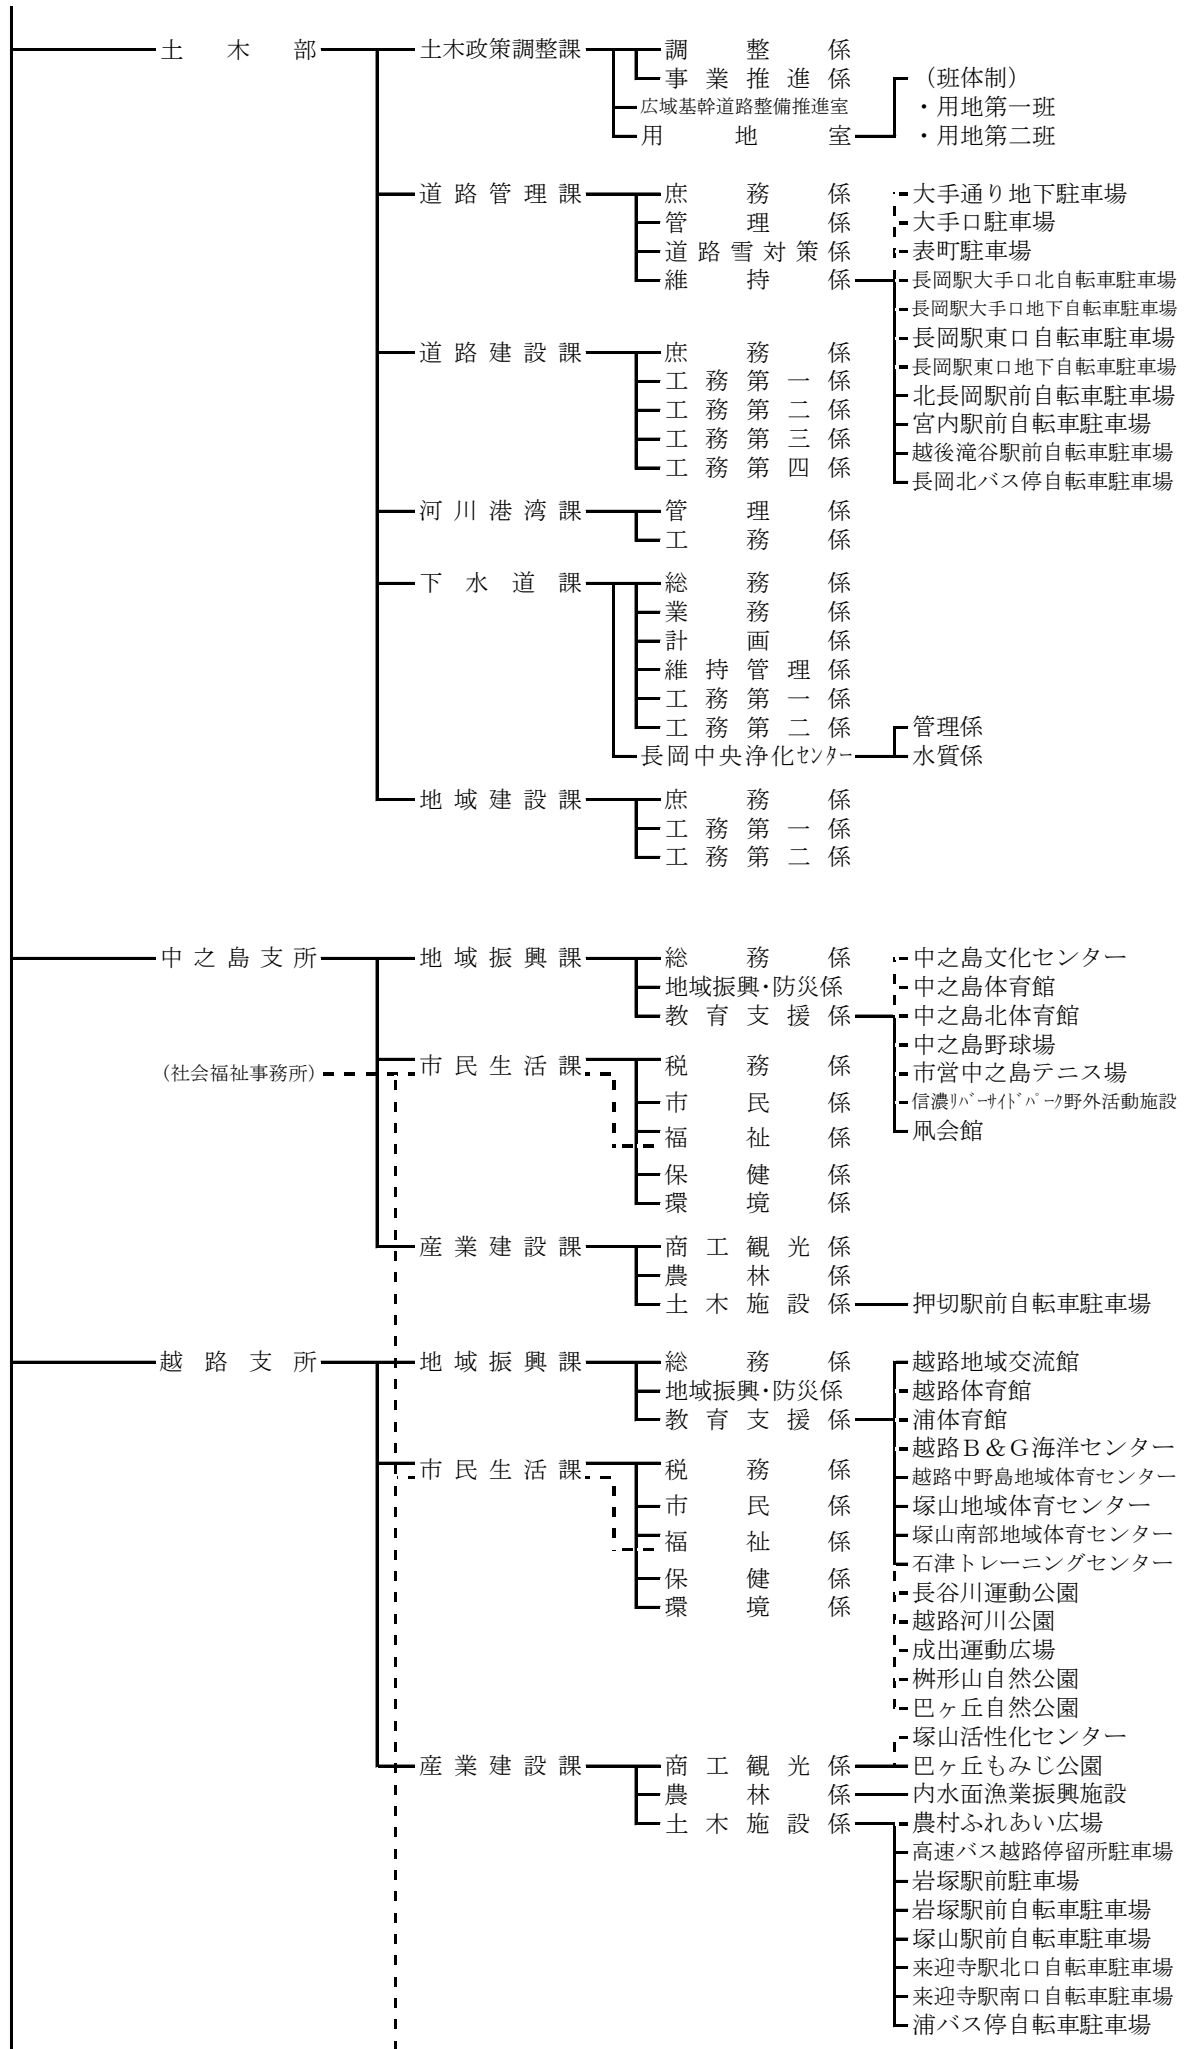 土木部 土木政策調整課 調整係
事業推進係 (班体制)
広域基幹道路整備推進室 ・用地第一班
用地室 ・用地第二班
道路管理課 庶務係 大手通り地下駐車場
管理係 大手口駐車場
道路雪対策係 表町駐車場
維持係 長岡駅大手口北自転車駐車場
長岡駅大手口地下自転車駐車場
長岡駅東口自転車駐車場
道路建設課 庶務係
長岡駅東口地下自転車駐車場
工務第一係
北長岡駅前自転車駐車場
工務第二係
宮内駅前自転車駐車場
工務第三係
越後滝谷駅前自転車駐車場
工務第四係
長岡北バス停自転車駐車場
河川港湾課 管理係
工務係
下水道課 総務係
業務係
計画係
維持管理係
工務第一係
工務第二係 管理係
長岡中央浄化センター 水質係
地域建設課 庶務係
工務第一係
工務第二係
中之島支所 地域振興課 総務係 中之島文化センター
地域振興・防災係 中之島体育館
教育支援係 中之島北体育館
中之島野球場
市民生活課 税務係
(社会福祉事務所) 市営中之島テニス場
市民係 信濃リバーサイドパーク野外活動施設
福祉係 凧会館
保健係
環境係
産業建設課 商工観光係
農林係
土木施設係 押切駅前自転車駐車場
越路支所 地域振興課 総務係 越路地域交流館
地域振興・防災係 越路体育館
教育支援係 浦体育館
越路B&G海洋センター
市民生活課 税務係 越路中野島地域体育センター
市民係 塚山地域体育センター
福祉係 塚山南部地域体育センター
石津トレーニングセンター
保健係 長谷川運動公園
環境係 越路河川公園
成出運動広場
桝形山自然公園
巴ヶ丘自然公園
塚山活性化センター
産業建設課 商工観光係 巴ヶ丘もみじ公園
農林係 内水面漁業振興施設
土木施設係 農村ふれあい広場
高速バス越路停留所駐車場
岩塚駅前駐車場
岩塚駅前自転車駐車場
塚山駅前自転車駐車場
来迎寺駅北口自転車駐車場
来迎寺駅南口自転車駐車場
浦バス停自転車駐車場